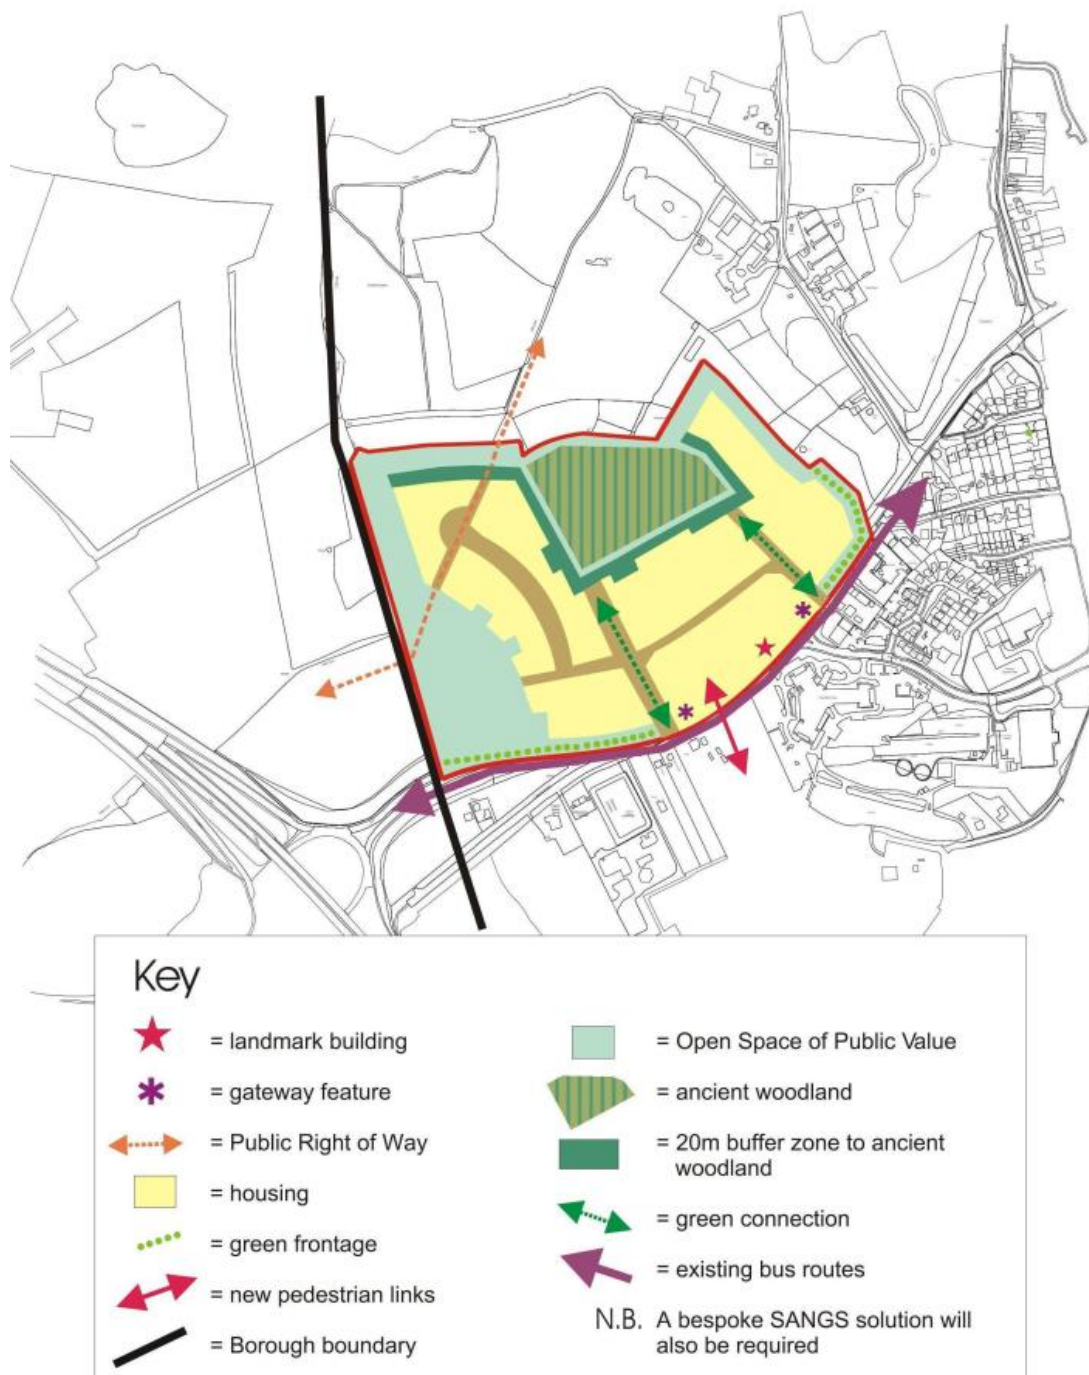 Key
= landmark building
= gateway feature
= Public Right of Way
= housing
= green frontage
= new pedestrian links
= Borough boundary
= Open Space of Public Value
= ancient woodland
= 20m buffer zone to ancient
woodland
= green connection
= existing bus routes
N.B. A bespoke SANGS solution will
also be required